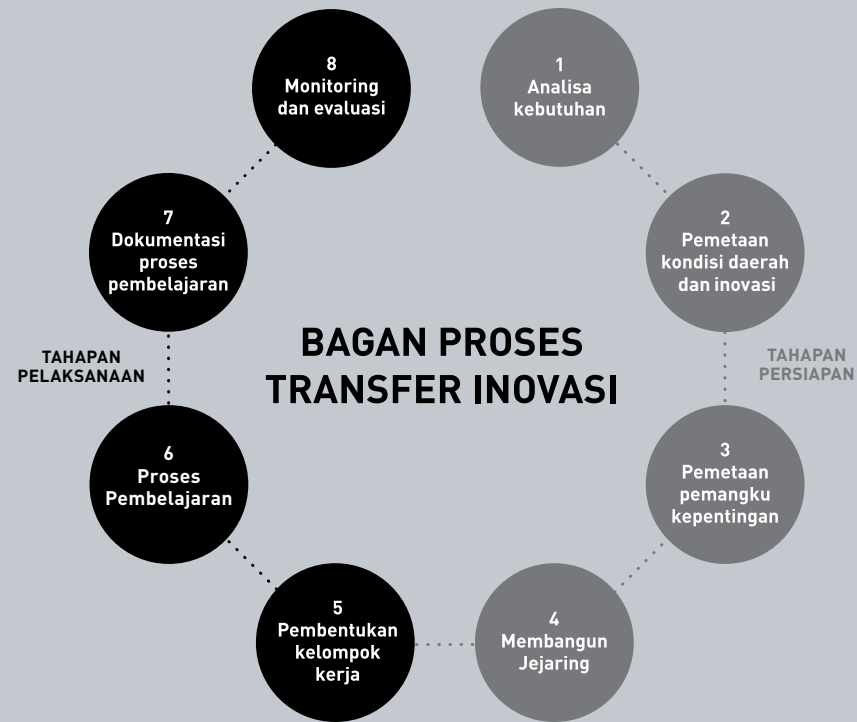 BAGAN PROSES
TRANSFER INOVASI
TAHAPAN
PERSIAPAN
1
Analisa
kebutuhan
2
Pemetaan
kondisi daerah
dan inovasi
3
Pemetaan
pemangku
kepentingan
4
Membangun
Jejaring
TAHAPAN
PELAKSANAAN
5
Pembentukan
kelompok
kerja
6
Proses
Pembelajaran
7
Dokumentasi
proses
pembelajaran
8
Monitoring
dan evaluasi